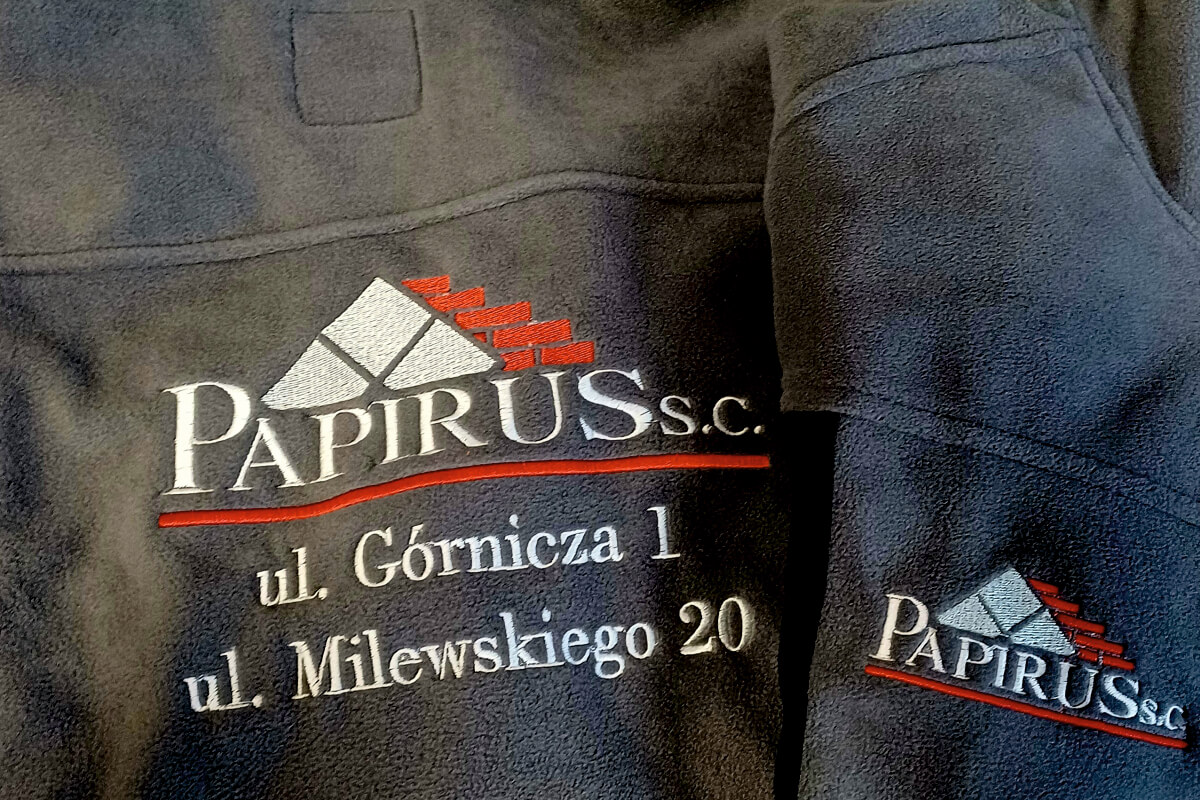 PAPIRUS s.c.
ul. Górnicza 1
ul. Milewskiego 20
PAPIRUS s.c.